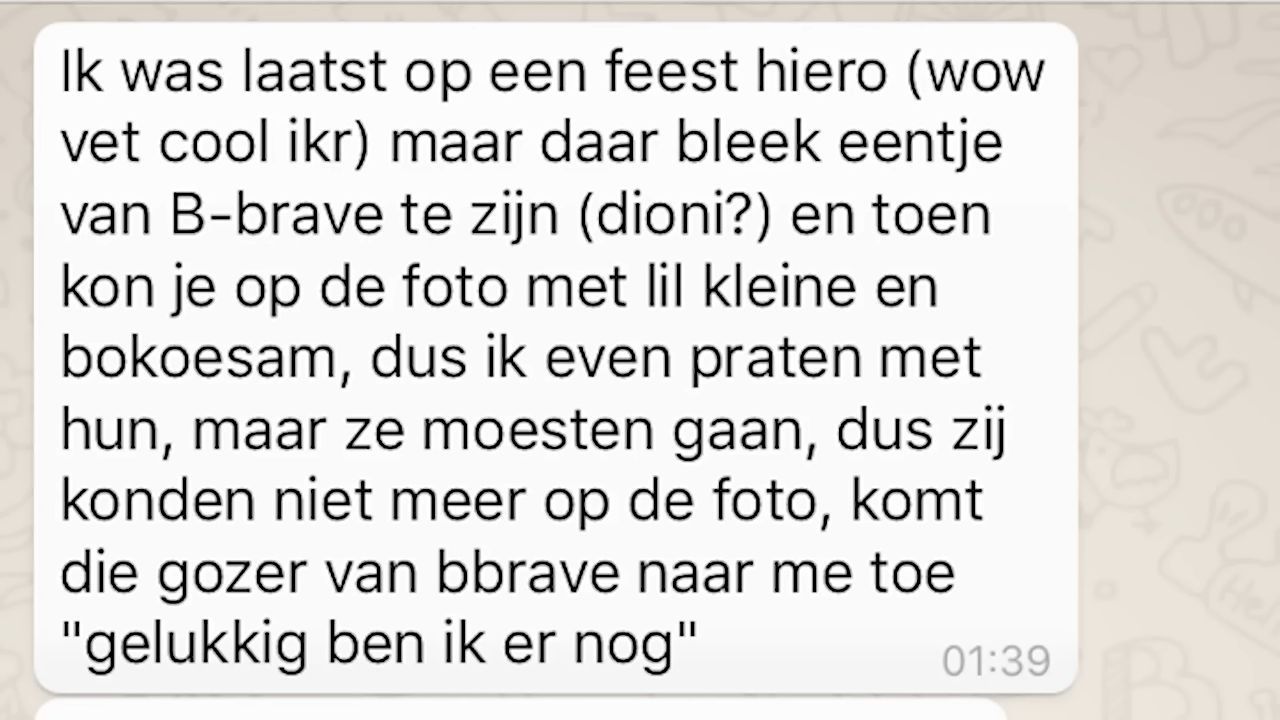 Ik was laatst op een feest hiero (wow
vet cool ikr) maar daar bleek eentje
van B-brave te zijn (dioni?) en toen
kon je op de foto met lil kleine en
bokoesam, dus ik even praten met
hun, maar ze moesten gaan, dus zij
konden niet meer op de foto, komt
die gozer van bbrave naar me toe
"gelukkig ben ik er nog"
01:39